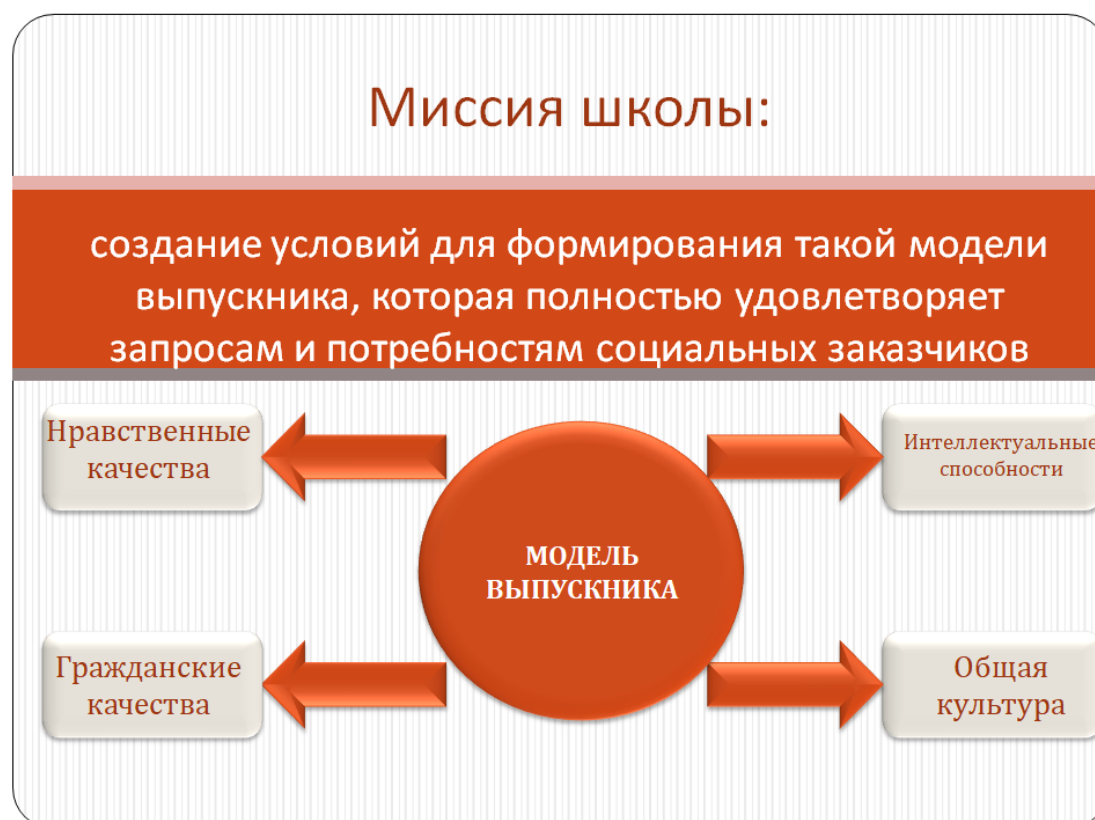 Миссия школы:
создание условий для формирования такой модели
выпускника, которая полностью удовлетворяет
запросам и потребностям социальных заказчиков
Нравственные
качества
Интеллектуальные
способности
МОДЕЛЬ
ВЫПУСКНИКА
Гражданские
качества
Общая
культура